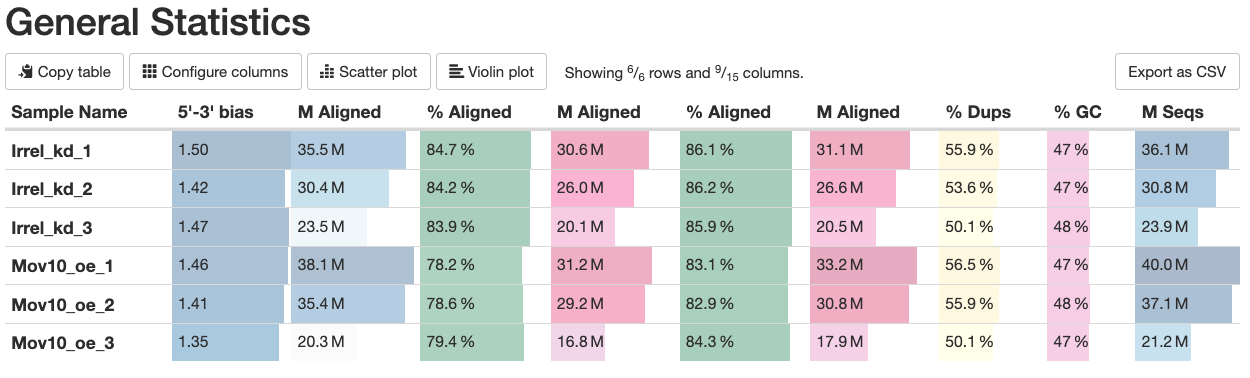 General Statistics
Copy table Configure columns Scatter plot Violin plot Showing 6/6 rows and 9/15 columns. Export as CSV
Sample Name 5'-3' bias M Aligned % Aligned M Aligned % Aligned M Aligned % Dups % GC M Seqs
Irrel_kd_1 1.50 35.5 M 84.7 % 30.6 M 86.1 % 31.1 M 55.9 % 47 % 36.1 M
Irrel_kd_2 1.42 30.4 M 84.2 % 26.0 M 86.2 % 26.6 M 53.6 % 47 % 30.8 M
Irrel_kd_3 1.47 23.5 M 83.9 % 20.1 M 85.9 % 20.5 M 50.1 % 48 % 23.9 M
Mov10_oe_1 1.46 38.1 M 78.2 % 31.2 M 83.1 % 33.2 M 56.5 % 47 % 40.0 M
Mov10_oe_2 1.41 35.4 M 78.6 % 29.2 M 82.9 % 30.8 M 55.9 % 48 % 37.1 M
Mov10_oe_3 1.35 20.3 M 79.4 % 16.8 M 84.3 % 17.9 M 50.1 % 47 % 21.2 M